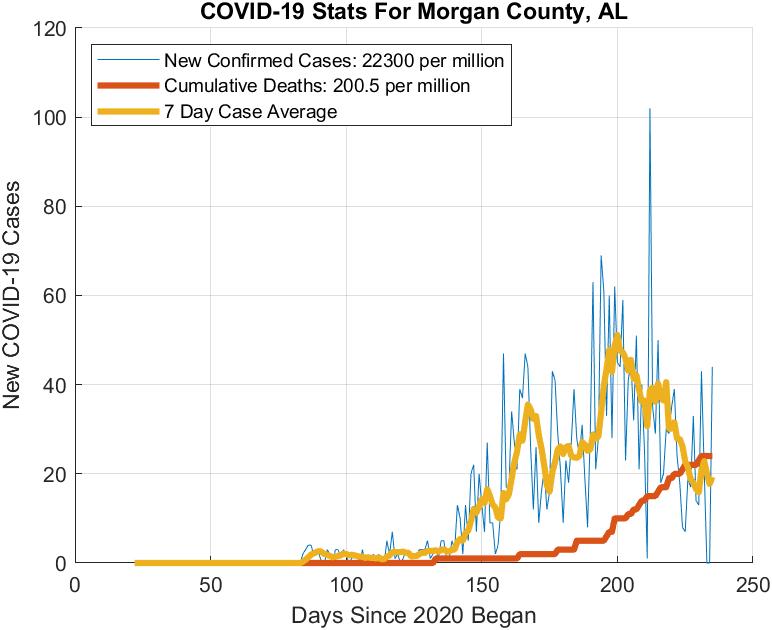 COVID-19 Stats For Morgan County, AL
120
100
80
60
40
20
0
New COVID-19 Cases
New Confirmed Cases: 22300 per million
Cumulative Deaths: 200.5 per million
7 Day Case Average
0 50 100 150 200 250
Days Since 2020 Began